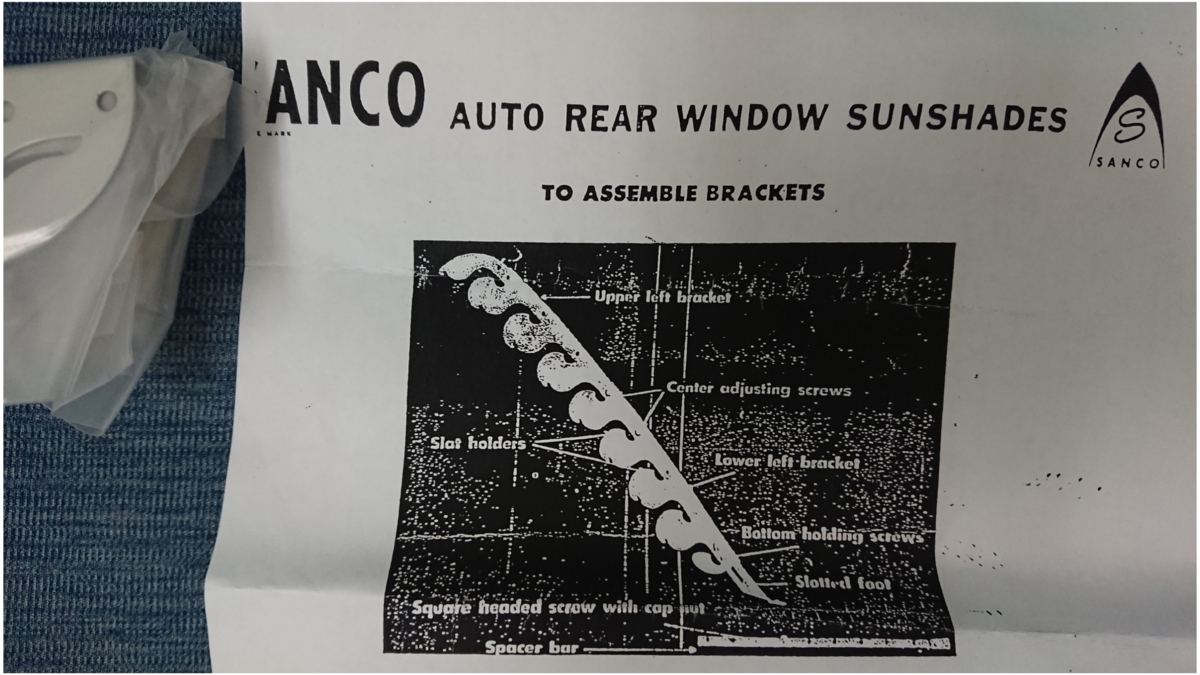 ANCO AUTO REAR WINDOW SUNSHADES
E MARK
S
SANCO
TO ASSEMBLE BRACKETS
Upper left bracket
Center adjusting screws
Slat holders
Lower left bracket
Bottom holding screws
Slotted foot
Square headed screw with cap nut
Spacer bar